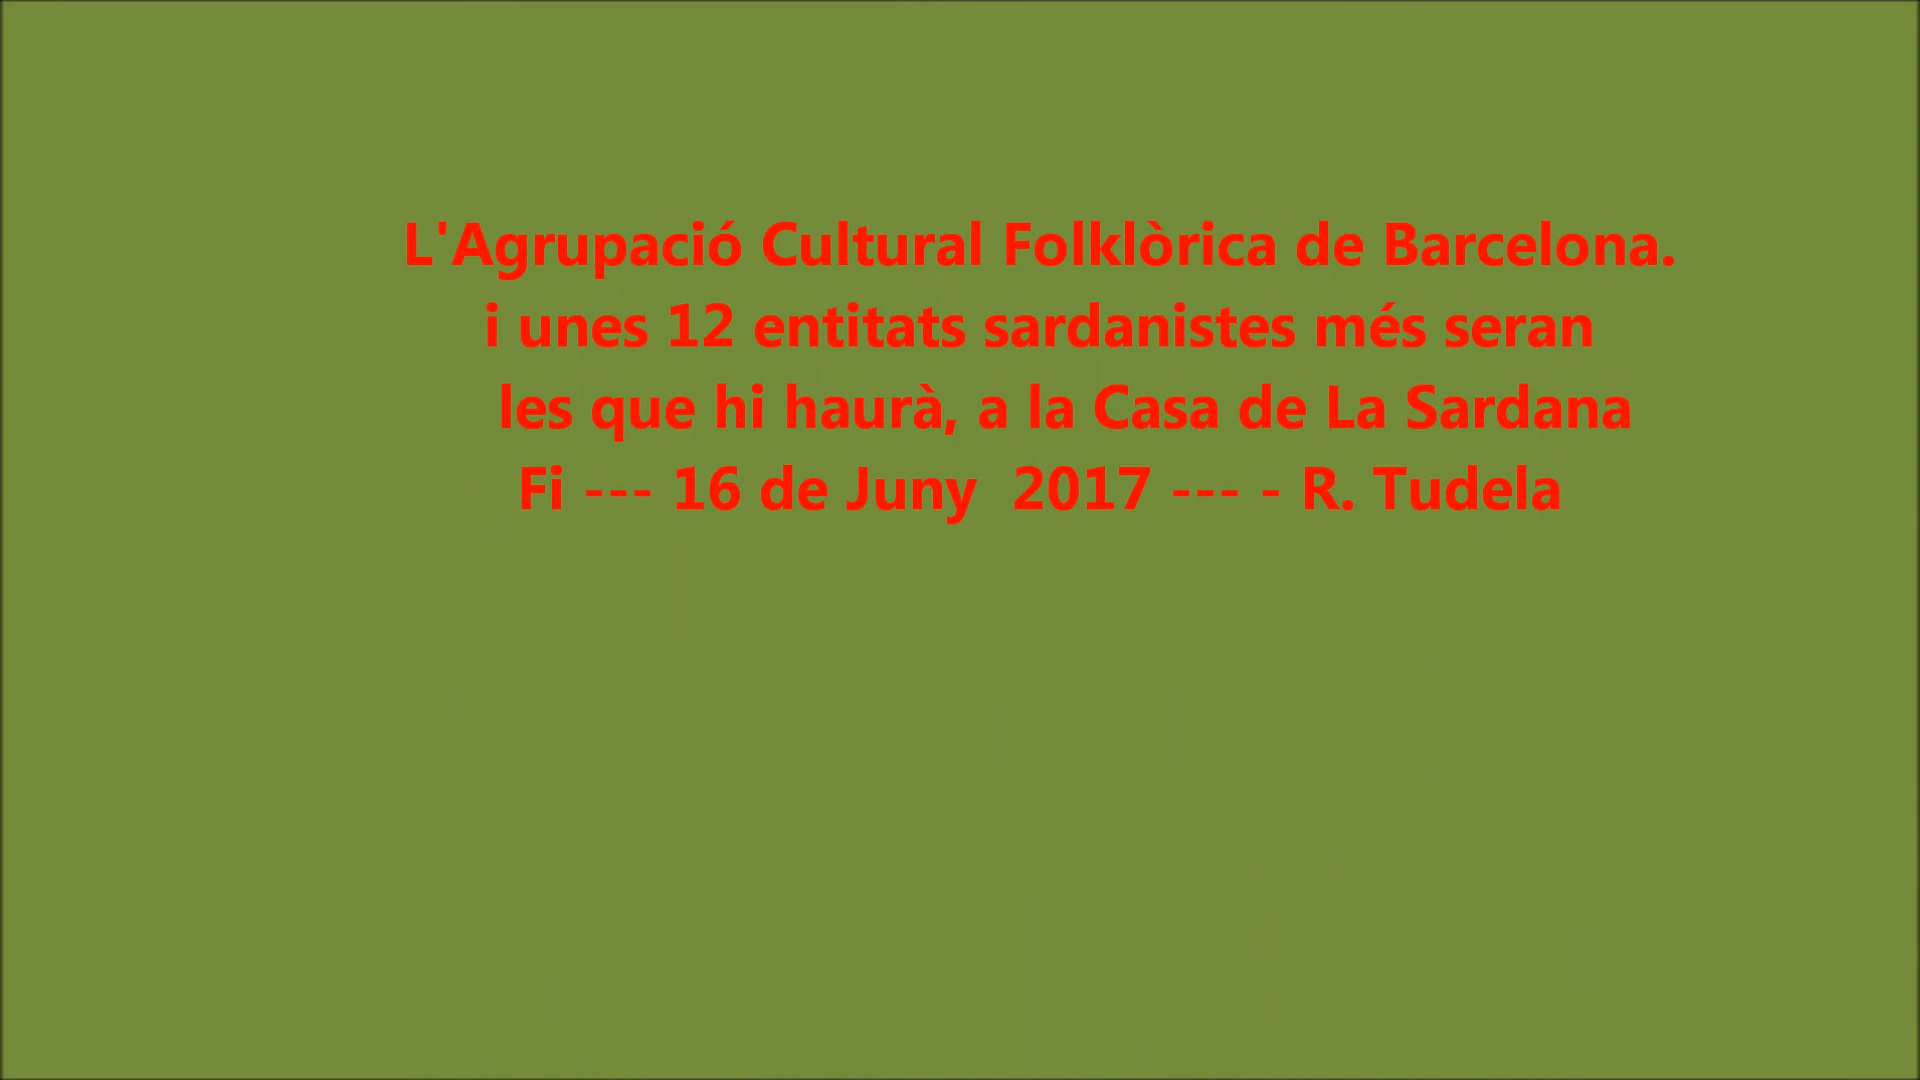 L'Agrupació Cultural Folklòrica de Barcelona.
i unes 12 entitats sardanistes més seran
les que hi haurà, a la Casa de La Sardana
Fi --- 16 de Juny  2017 --- - R. Tudela